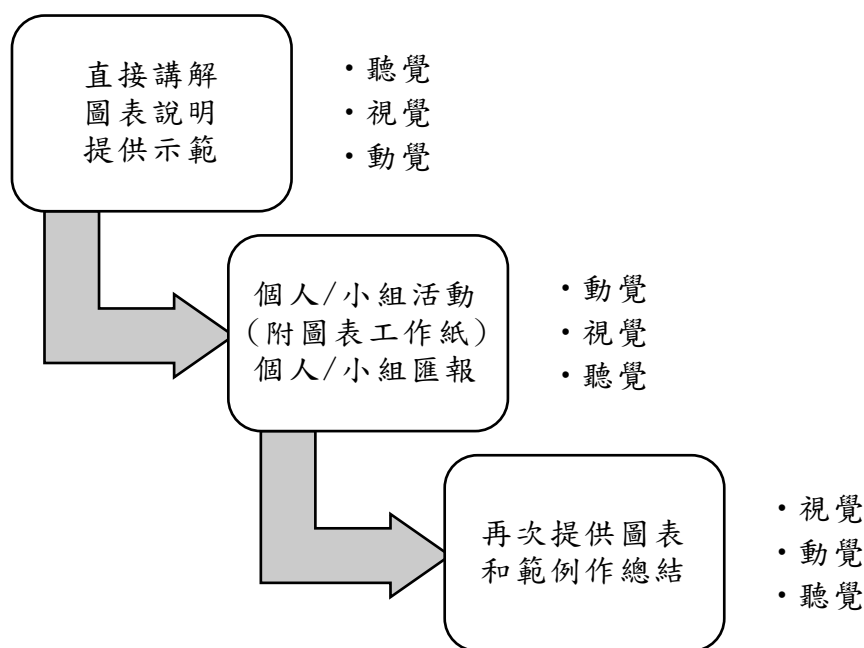 直接講解
圖表說明
提供示範
・聽覺
・視覺
・動覺
個人/小組活動
（附圖表工作紙）
個人/小組匯報
・動覺
・視覺
・聽覺
再次提供圖表
和範例作總結
・視覺
・動覺
・聽覺